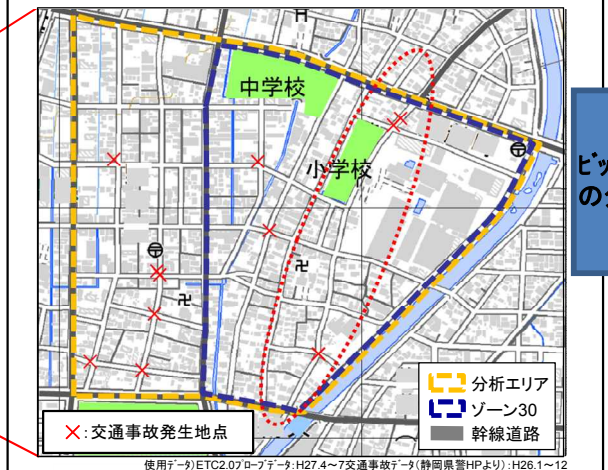 中学校
小学校
ビッ
の
分析エリア
ゾーン30
幹線道路
×:交通事故発生地点
使用データ)ETC2.0プローブデータ:H27.4~7交通事故データ(静岡県警HPより):H26.1~12